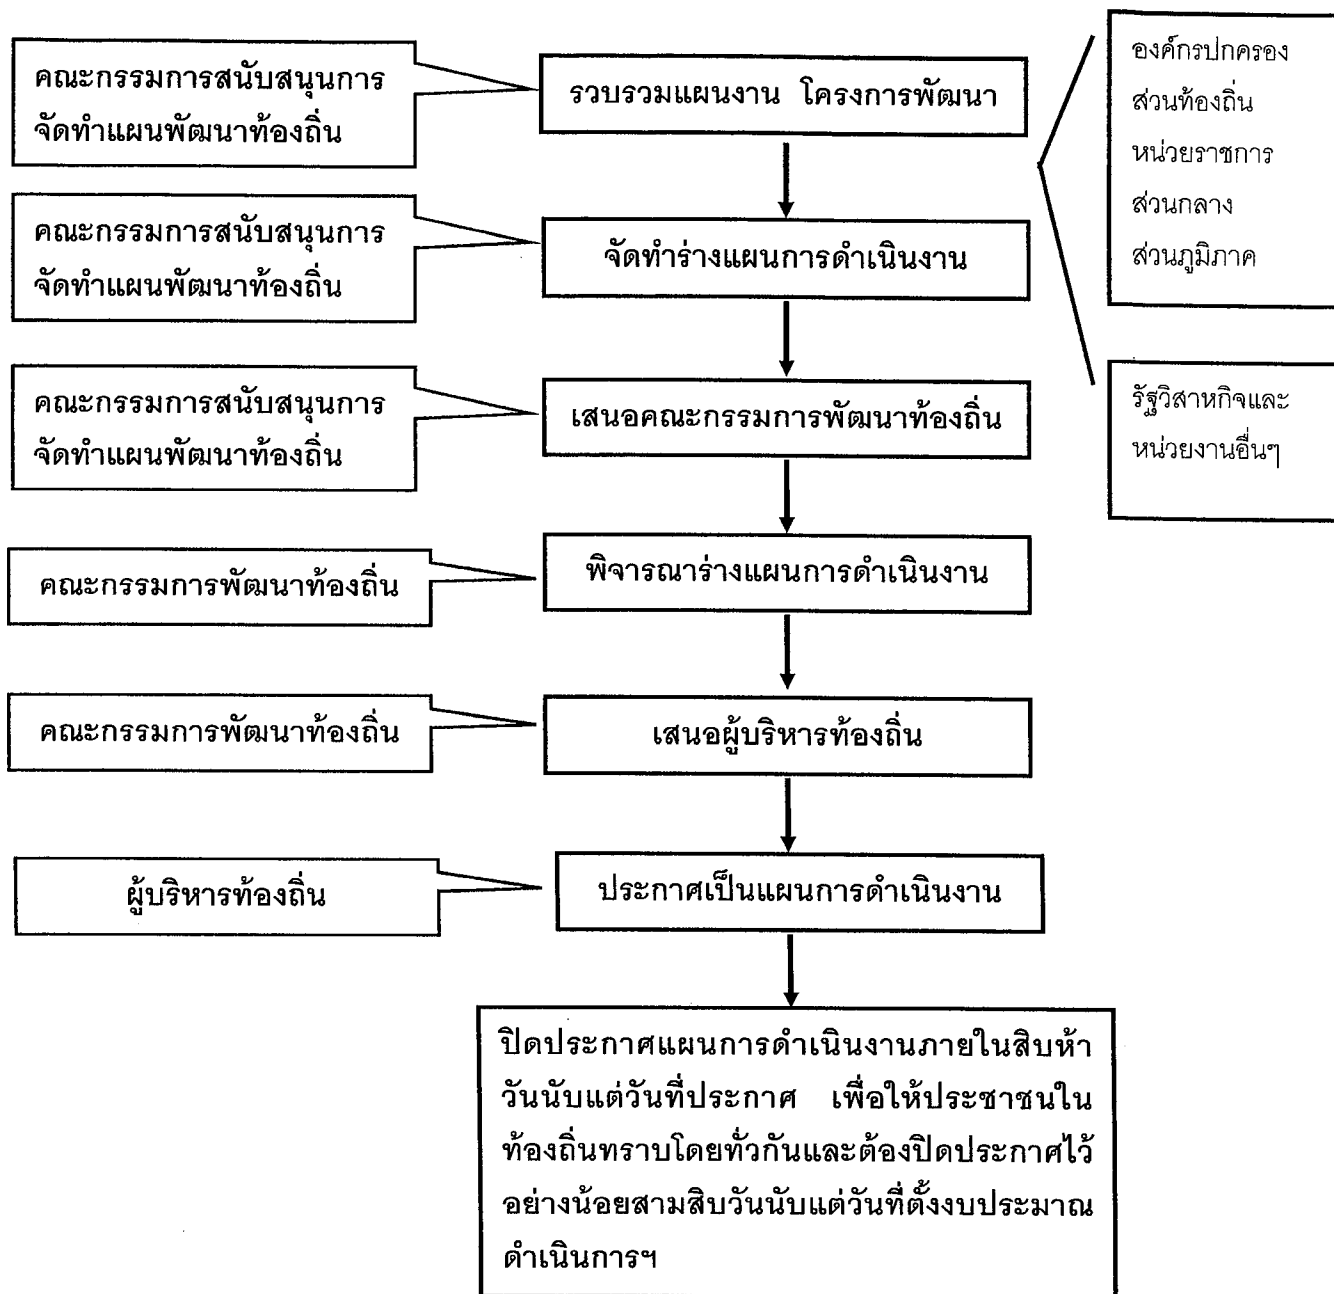 คณะกรรมการสนับสนุนการ
จัดทำแผนพัฒนาท้องถิ่น
รวบรวมแผนงาน โครงการพัฒนา
องค์กรปกครอง
ส่วนท้องถิ่น
หน่วยราชการ
ส่วนกลาง
ส่วนภูมิภาค
คณะกรรมการสนับสนุนการ
จัดทำแผนพัฒนาท้องถิ่น
จัดทำร่างแผนการดำเนินงาน
คณะกรรมการสนับสนุนการ
จัดทำแผนพัฒนาท้องถิ่น
เสนอคณะกรรมการพัฒนาท้องถิ่น
รัฐวิสาหกิจและ
หน่วยงานอื่นๆ
คณะกรรมการพัฒนาท้องถิ่น
พิจารณาร่างแผนการดำเนินงาน
คณะกรรมการพัฒนาท้องถิ่น
เสนอผู้บริหารท้องถิ่น
ผู้บริหารท้องถิ่น
ประกาศเป็นแผนการดำเนินงาน
ปิดประกาศแผนการดำเนินงานภายในสิบห้า
วันนับแต่วันที่ประกาศ เพื่อให้ประชาชนใน
ท้องถิ่นทราบโดยทั่วกันและต้องปิดประกาศไว้
อย่างน้อยสามสิบวันนับแต่วันที่ตั้งงบประมาณ
ดำเนินการฯ